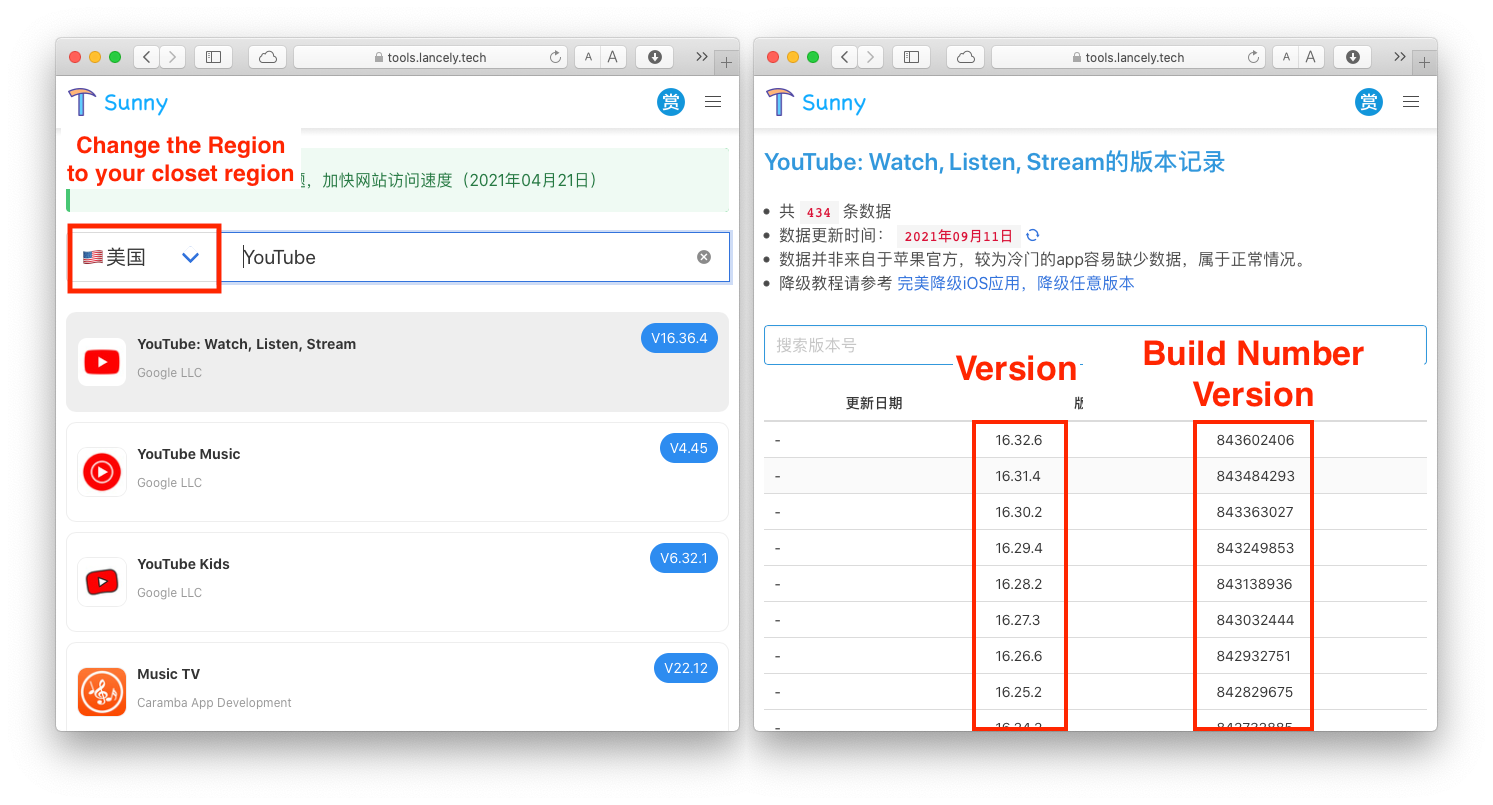 tools.lancely.tech
A A
Sunny
赏
Change the Region
to your closet region
题，加快网站访问速度（2021年04月21日）
美国
YouTube
YouTube: Watch, Listen, Stream
V16.36.4
Google LLC
YouTube Music
V4.45
Google LLC
YouTube Kids
V6.32.1
Google LLC
Music TV
V22.12
Caramba App Development
tools.lancely.tech
A A
Sunny
赏
YouTube: Watch, Listen, Stream的版本记录
共 434 条数据
数据更新时间： 2021年09月11日
数据并非来自于苹果官方，较为冷门的app容易缺少数据，属于正常情况。
降级教程请参考 完美降级iOS应用，降级任意版本
搜索版本号
Version
Build Number
Version
更新日期
- 16.32.6 843602406
- 16.31.4 843484293
- 16.30.2 843363027
- 16.29.4 843249853
- 16.28.2 843138936
- 16.27.3 843032444
- 16.26.6 842932751
- 16.25.2 842829675